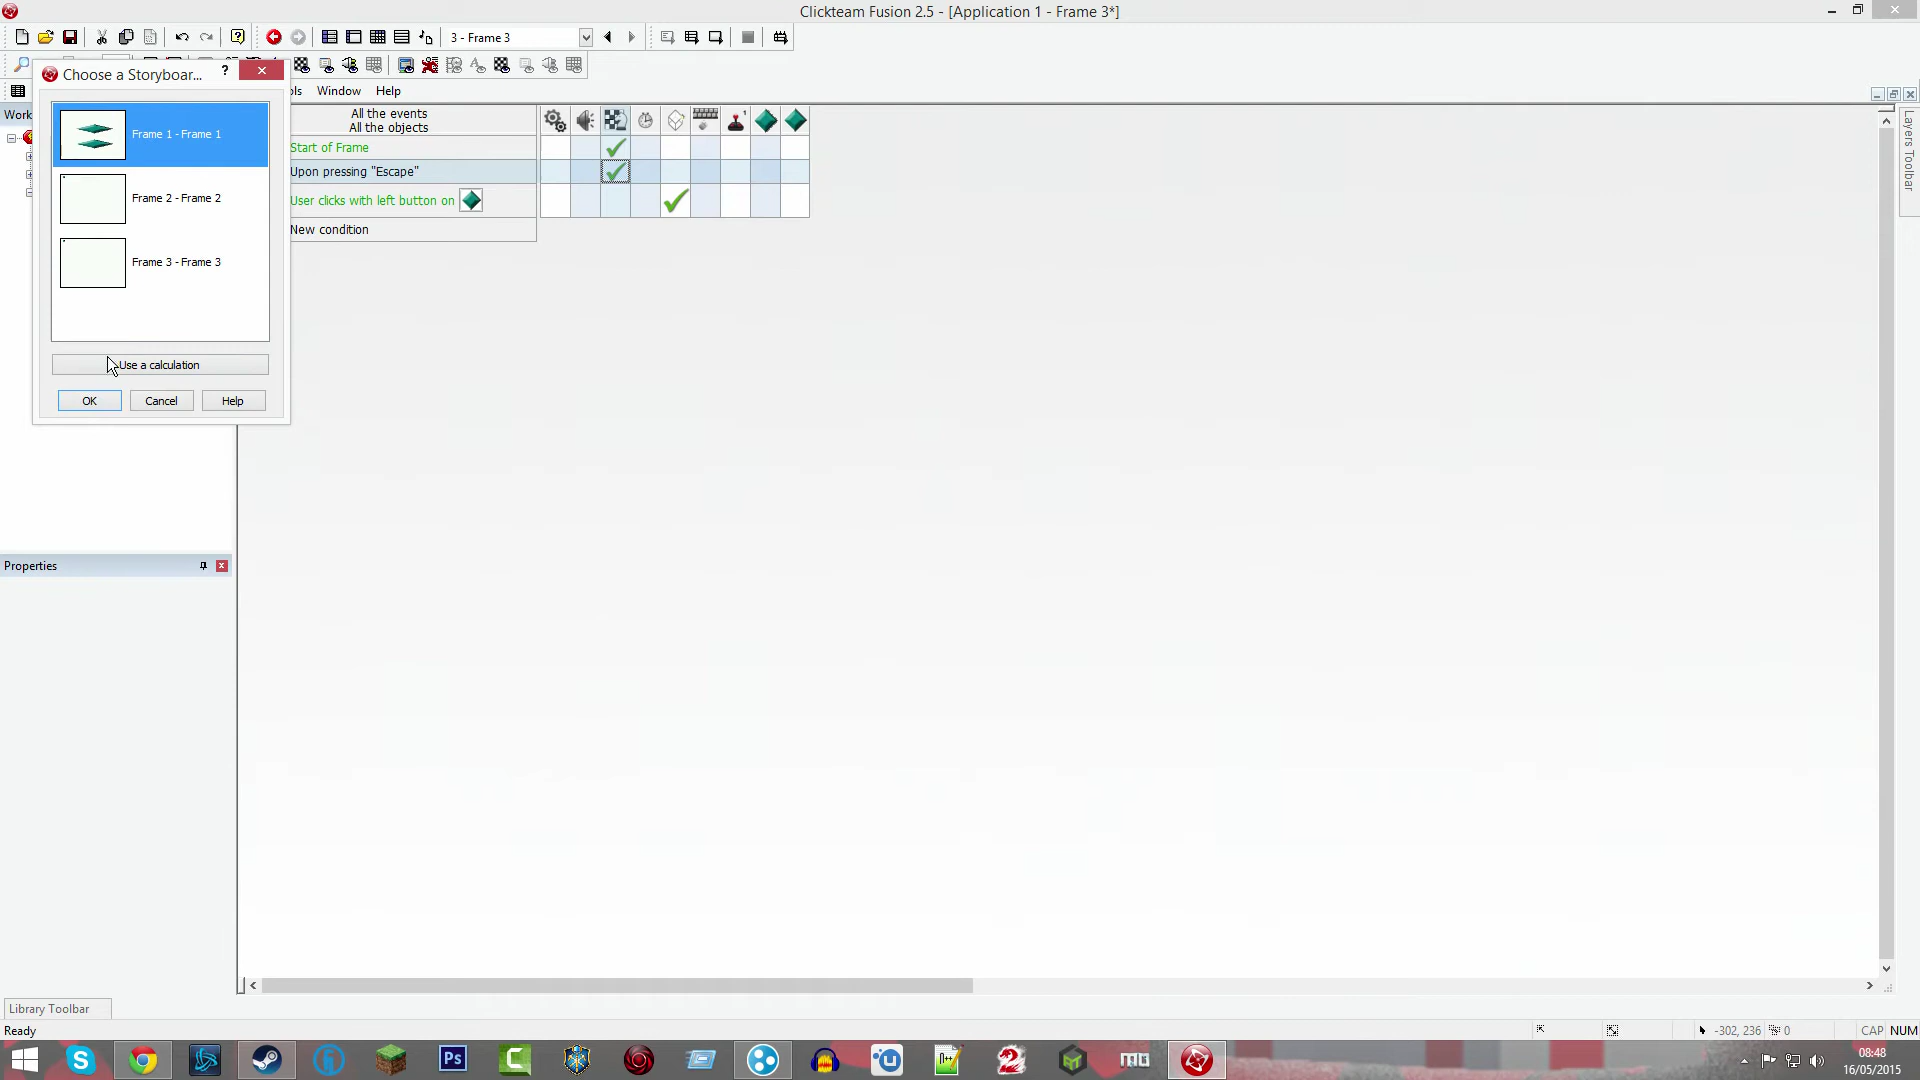 Clickteam Fusion 2.5 - [Application 1 - Frame 3*]
3 - Frame 3
Choose a Storyboar...
?
Window
Help
Frame 1 - Frame 1
Frame 2 - Frame 2
Frame 3 - Frame 3
Use a calculation
OK
Cancel
Help
All the events
All the objects
Start of Frame
Upon pressing "Escape"
User clicks with left button on
New condition
Layers Toolbar
Properties
Library Toolbar
Ready
-302, 236
0
CAP
NUM
08:48
16/05/2015